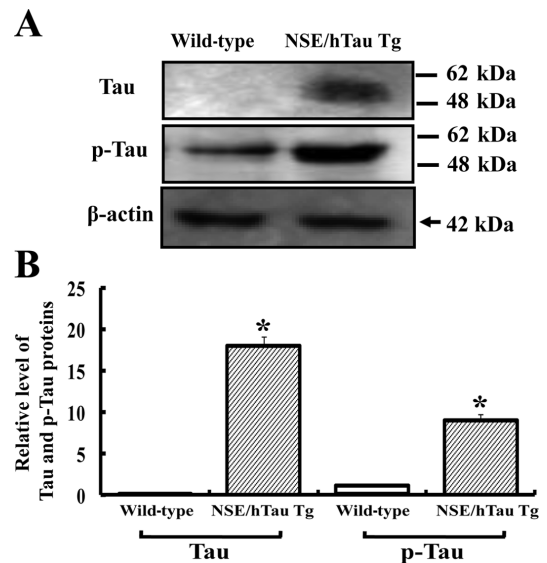 A
Wild-type NSE/hTau Tg
Tau
62 kDa
48 kDa
p-Tau
62 kDa
48 kDa
β-actin
42 kDa
B
Relative level of
Tau and p-Tau proteins
25
20
15
10
5
0
*
*
Wild-type NSE/hTau Tg Wild-type NSE/hTau Tg
Tau p-Tau